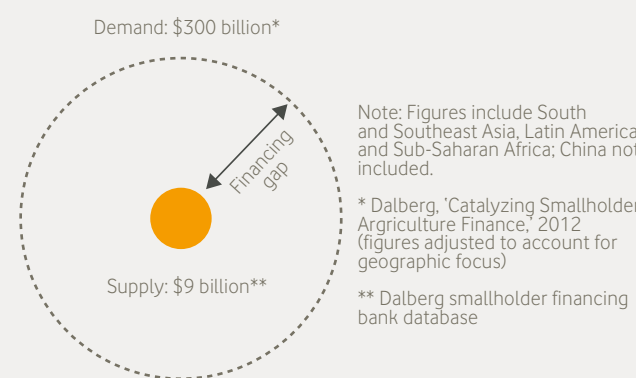 Demand: $300 billion*
Financing
gap
Supply: $9 billion**
Note: Figures include South
and Southeast Asia, Latin America
and Sub-Saharan Africa; China not
included.
* Dalberg, ‘Catalyzing Smallholder
Argriculture Finance,’ 2012
(figures adjusted to account for
geographic focus)
** Dalberg smallholder financing
bank database